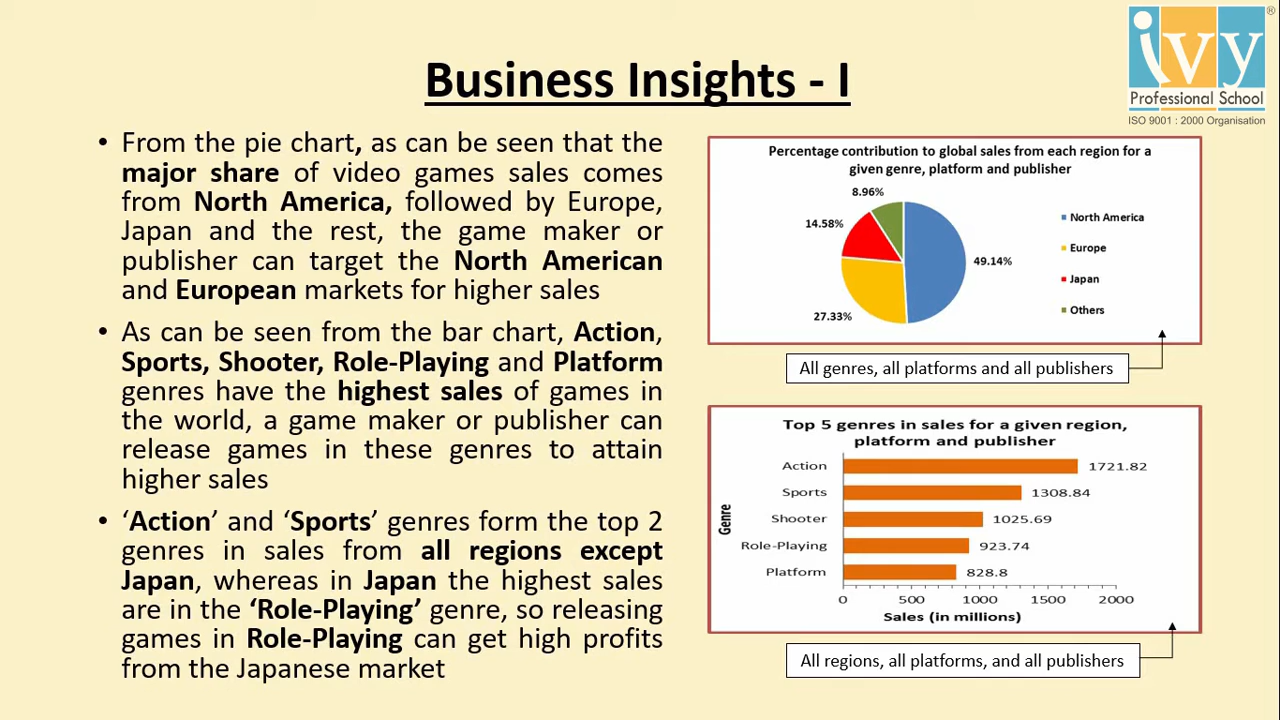 Business Insights - I
ivy
®
Professional School
ISO 9001 : 2000 Organisation
• From the pie chart, as can be seen that the
major share of video games sales comes
from North America, followed by Europe,
Japan and the rest, the game maker or
publisher can target the North American
and European markets for higher sales
• As can be seen from the bar chart, Action,
Sports, Shooter, Role-Playing and Platform
genres have the highest sales of games in
the world, a game maker or publisher can
release games in these genres to attain
higher sales
• ‘Action’ and ‘Sports’ genres form the top 2
genres in sales from all regions except
Japan, whereas in Japan the highest sales
are in the ‘Role-Playing’ genre, so releasing
games in Role-Playing can get high profits
from the Japanese market
Percentage contribution to global sales from each region for a
given genre, platform and publisher
8.96%
14.58%
49.14%
27.33%
North America
Europe
Japan
Others
All genres, all platforms and all publishers
Top 5 genres in sales for a given region,
platform and publisher
Genre
Action 1721.82
Sports 1308.84
Shooter 1025.69
Role-Playing 923.74
Platform 828.8
0 500 1000 1500 2000
Sales (in millions)
All regions, all platforms, and all publishers